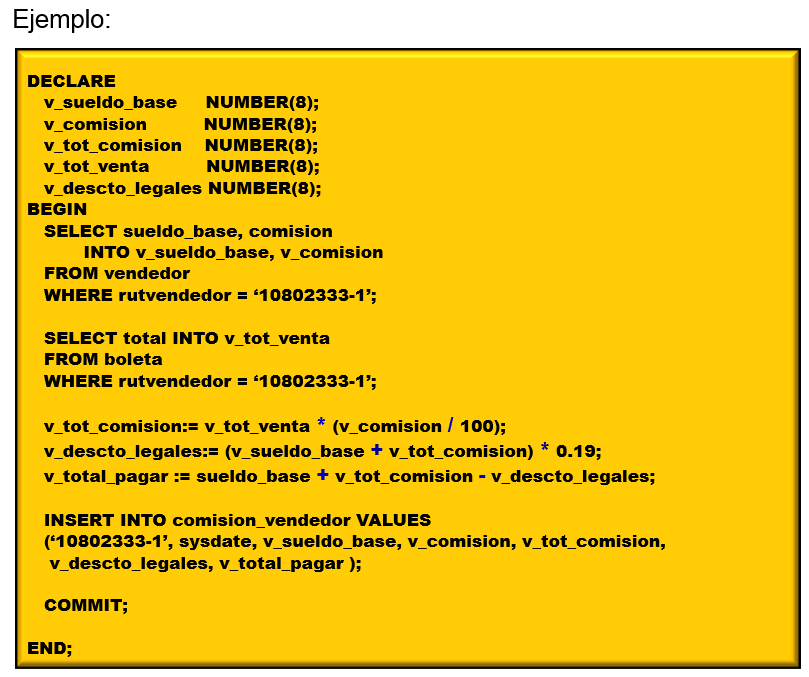 Ejemplo:
DECLARE
v_sueldo_base NUMBER(8);
v_comision NUMBER(8);
v_tot_comision NUMBER(8);
v_tot_venta NUMBER(8);
v_descto_legales NUMBER(8);
BEGIN
SELECT sueldo_base, comision
INTO v_sueldo_base, v_comision
FROM vendedor
WHERE rutvendedor = ‘10802333-1’;
SELECT total INTO v_tot_venta
FROM boleta
WHERE rutvendedor = ‘10802333-1’;
v_tot_comision:= v_tot_venta * (v_comision / 100);
v_descto_legales:= (v_sueldo_base + v_tot_comision) * 0.19;
v_total_pagar := sueldo_base + v_tot_comision - v_descto_legales;
INSERT INTO comision_vendedor VALUES
(‘10802333-1’, sysdate, v_sueldo_base, v_comision, v_tot_comision,
v_descto_legales, v_total_pagar );
COMMIT;
END;